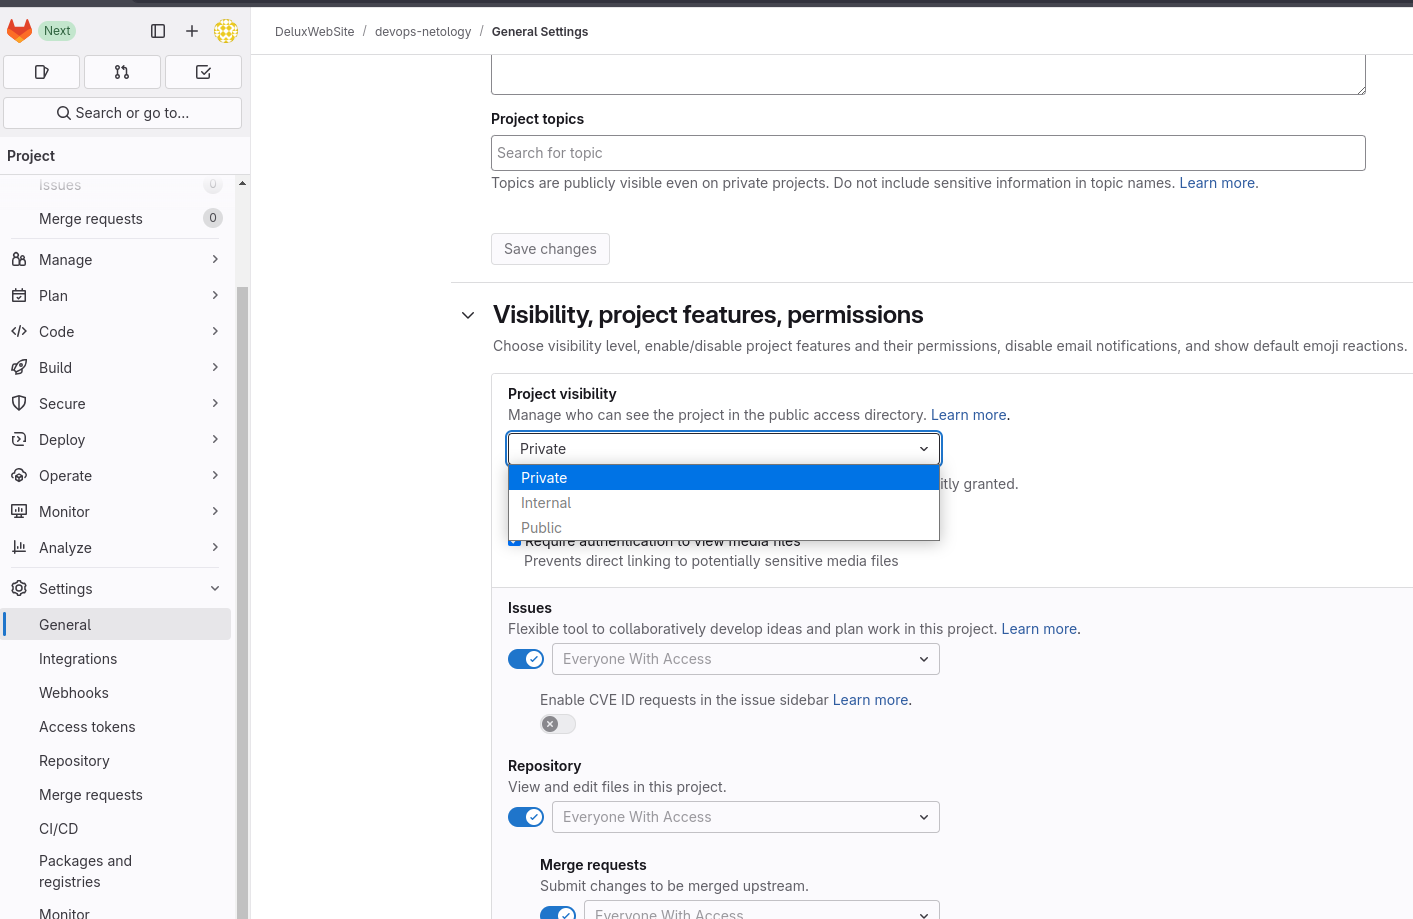 Next
DeluxWebSite / devops-netology / General Settings
Search or go to...
Project
Issues 0
Merge requests 0
Manage
Plan
Code
Build
Secure
Deploy
Operate
Monitor
Analyze
Settings
General
Integrations
Webhooks
Access tokens
Repository
Merge requests
CI/CD
Packages and
registries
Monitor
Project topics
Search for topic
Topics are publicly visible even on private projects. Do not include sensitive information in topic names. Learn more.
Save changes
Visibility, project features, permissions
Choose visibility level, enable/disable project features and their permissions, disable email notifications, and show default emoji reactions.
Project visibility
Manage who can see the project in the public access directory. Learn more.
Private
Private
itly granted.
Internal
Public
Require authentication to view media files
Prevents direct linking to potentially sensitive media files
Issues
Flexible tool to collaboratively develop ideas and plan work in this project. Learn more.
Everyone With Access
Enable CVE ID requests in the issue sidebar Learn more.
Repository
View and edit files in this project.
Everyone With Access
Merge requests
Submit changes to be merged upstream.
Everyone With Access